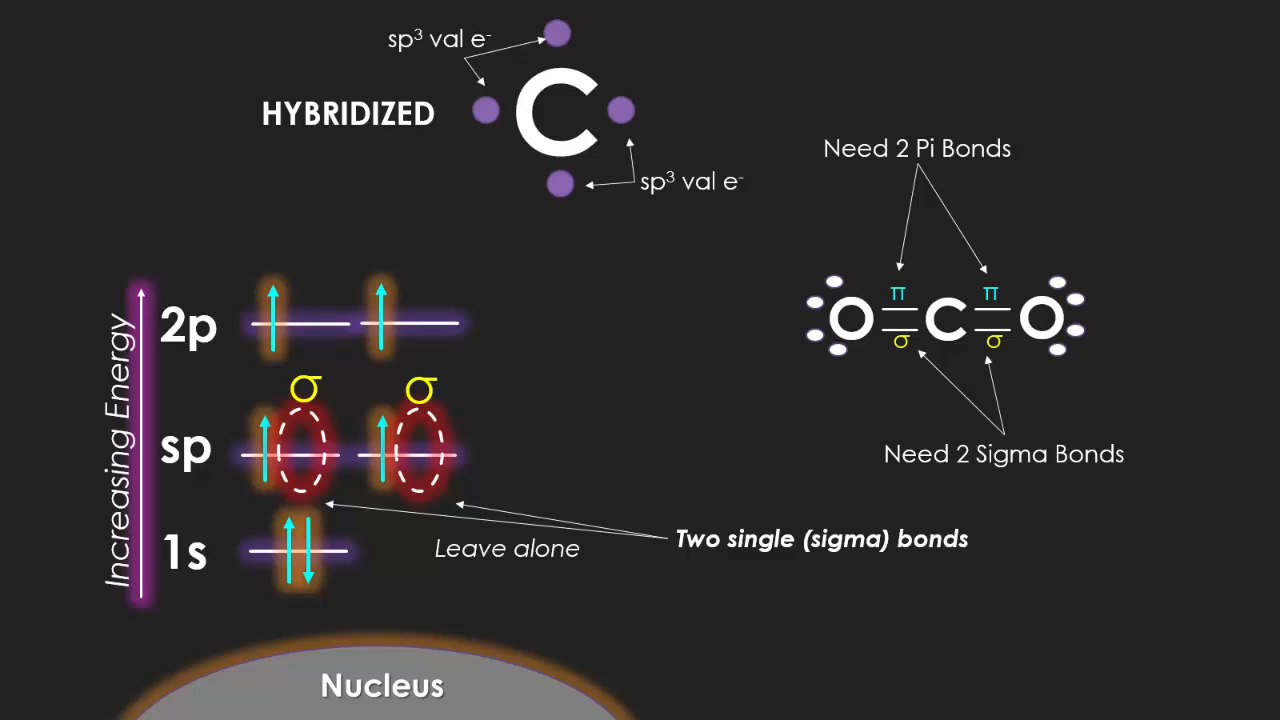 sp³ val e⁻
HYBRIDIZED
C
sp³ val e⁻
Need 2 Pi Bonds
π π
O C O
σ σ
Need 2 Sigma Bonds
Increasing Energy
2p
σ σ
sp
1s
Leave alone
Two single (sigma) bonds
Nucleus